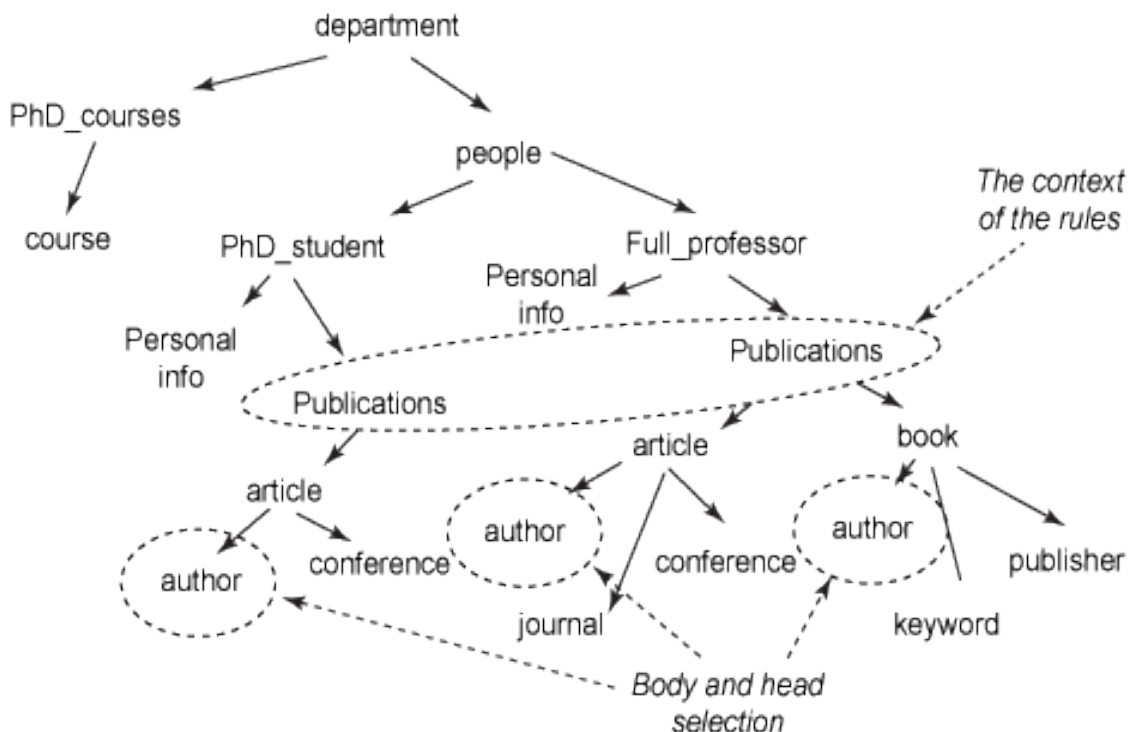 department
PhD_courses
people
The context
of the rules
course
PhD_student
Full_professor
Personal
info
Personal
info
Publications
Publications
article
book
article
author
author
author
conference
conference
publisher
journal
keyword
Body and head
selection